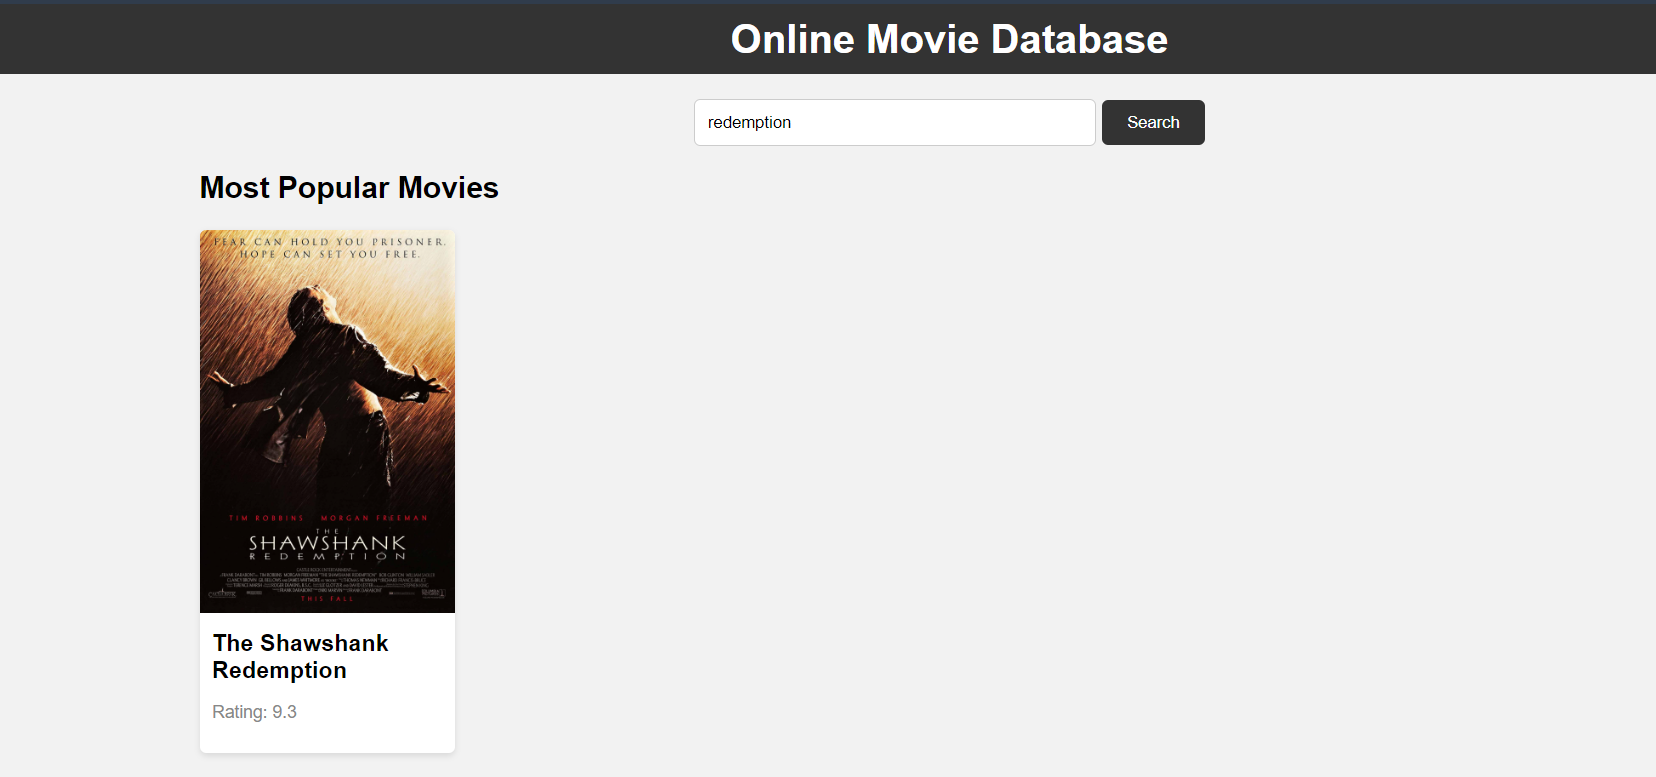 Online Movie Database
redemption
Search
Most Popular Movies
FEAR CAN HOLD YOU PRISONER.
HOPE CAN SET YOU FREE.
TIM ROBBINS MORGAN FREEMAN
THE
SHAWSHANK
REDEMPTION
THIS FALL
The Shawshank
Redemption
Rating: 9.3